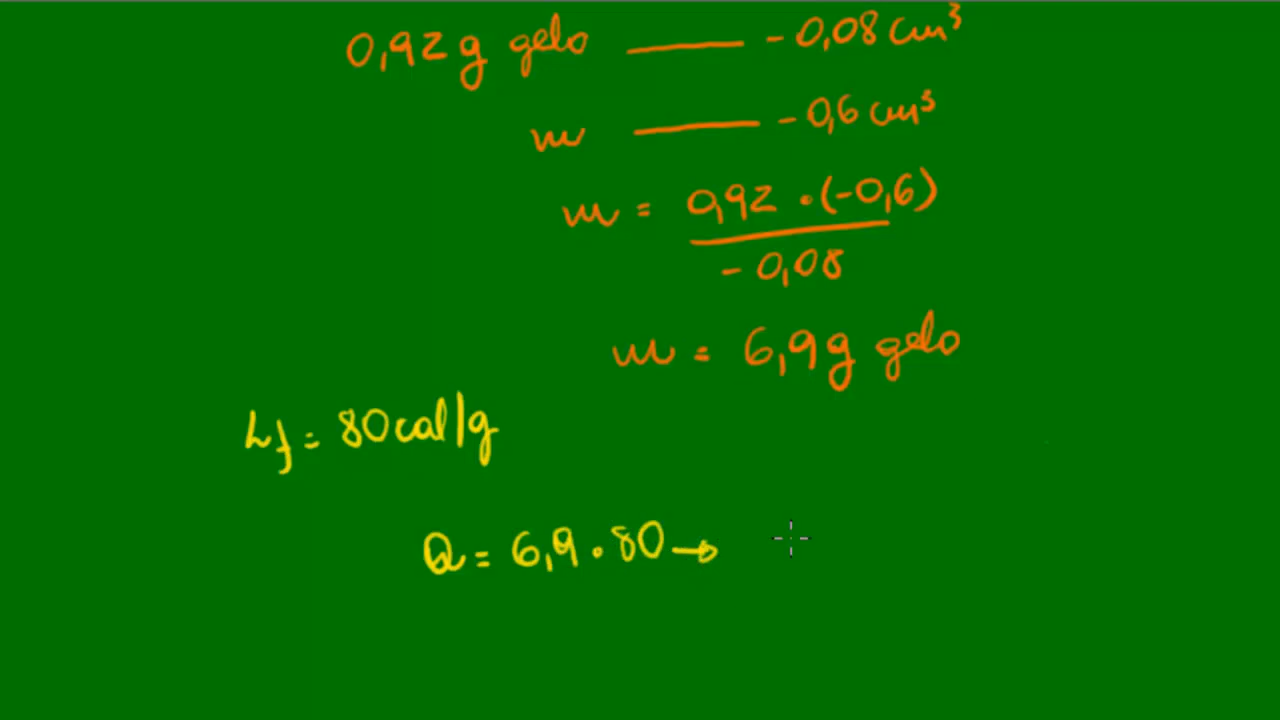 0,92 g gelo —— - 0,08 cm³
m —— - 0,6 cm³
m = 0,92 . (-0,6)
- 0,08
m = 6,9 g gelo
Lf = 80 cal/g
Q = 6,9 . 80 →